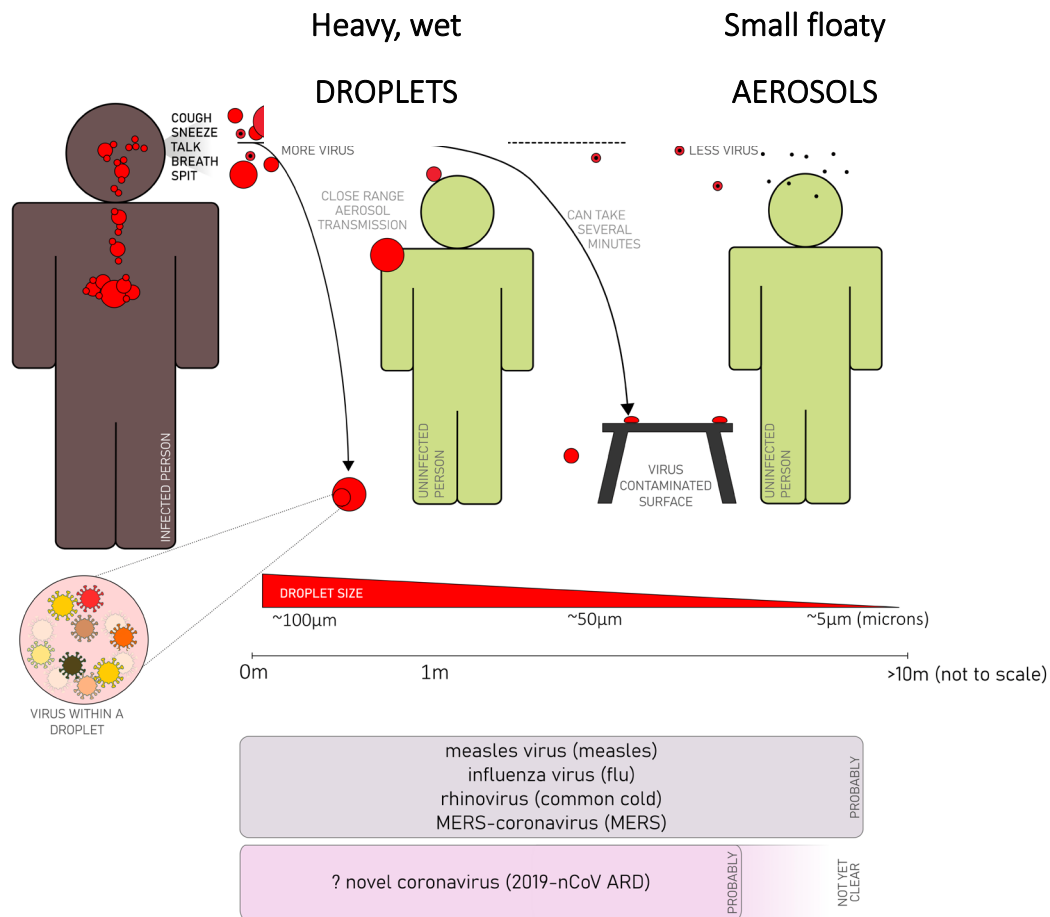 Heavy, wet
DROPLETS
Small floaty
AEROSOLS
COUGH
SNEEZE
TALK
BREATH
SPIT
MORE VIRUS
CLOSE RANGE
AEROSOL
TRANSMISSION
CAN TAKE
SEVERAL
MINUTES
LESS VIRUS
INFECTED PERSON
UNINFECTED
PERSON
VIRUS
CONTAMINATED
SURFACE
UNINFECTED
PERSON
DROPLET SIZE
~100µm
~50µm
~5µm (microns)
0m
1m
>10m (not to scale)
VIRUS WITHIN A
DROPLET
measles virus (measles)
influenza virus (flu)
rhinovirus (common cold)
MERS-coronavirus (MERS)
PROBABLY
? novel coronavirus (2019-nCoV ARD)
PROBABLY
NOT YET
CLEAR